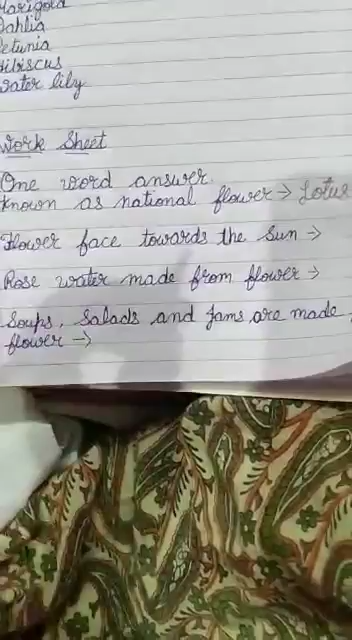 Marigold
Dahlia
Petunia
Hibiscus
water lily
Work Sheet
One word answer.
known as national flower → Lotus
Flower face towards the Sun →
Rose water made from flower →
Soups, Salads and Jams are made
flower →